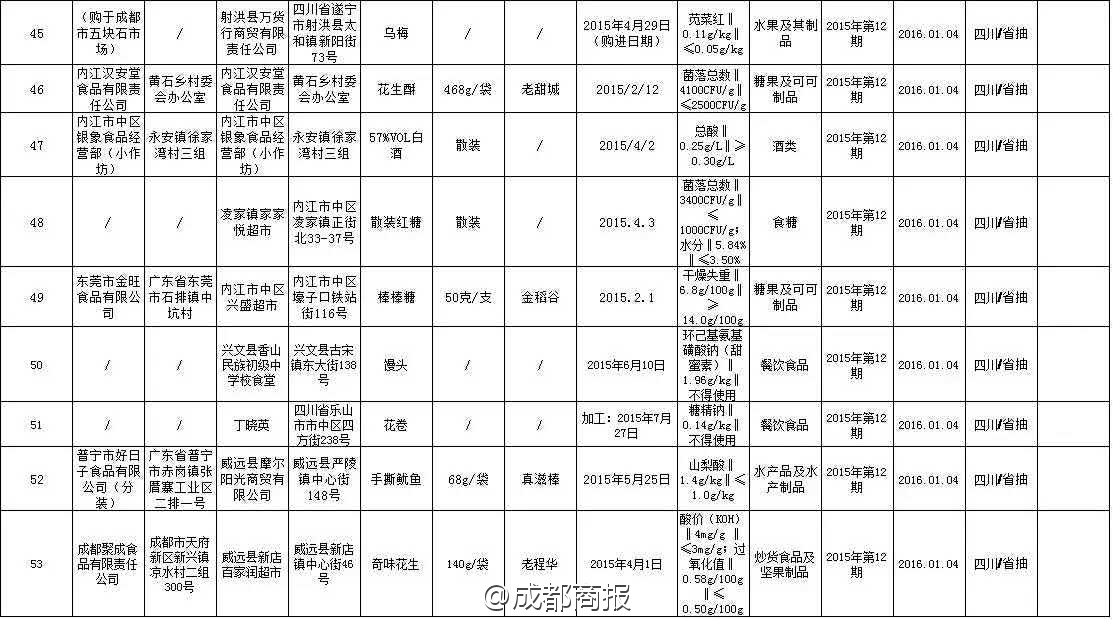 45 （购于成都市五块石市场） / 射洪县万货行商贸有限责任公司 四川省遂宁市射洪县太和镇新阳街73号 乌梅 / / 2015年4月29日（购进日期） 苋菜红‖0.11g/kg‖≤0.05g/kg 水果及其制品 2015年第12期 2016.01.04 四川/省抽
46 内江汉安堂食品有限责任公司 黄石乡村委会办公室 内江汉安堂食品有限责任公司 黄石乡村委会办公室 花生酥 468g/袋 老甜城 2015/2/12 菌落总数‖4100CFU/g‖≤2500CFU/g 糖果及可可制品 2015年第12期 2016.01.04 四川/省抽
47 内江市中区银象食品经营部（小作坊） 永安镇徐家湾村三组 内江市中区银象食品经营部（小作坊） 永安镇徐家湾村三组 57%VOL白酒 散装 / 2015/4/2 总酸‖0.25g/L‖≥0.30g/L 酒类 2015年第12期 2016.01.04 四川/省抽
48 / / 凌家镇家家悦超市 内江市中区凌家镇正街北33-37号 散装红糖 散装 / 2015.4.3 菌落总数‖3400CFU/g‖≤1000CFU/g；水分‖5.84%‖≤3.50% 食糖 2015年第12期 2016.01.04 四川/省抽
49 东莞市金旺食品有限公司 广东省东莞市石排镇中坑村 内江市中区兴盛超市 内江市中区壕子口铁站街116号 棒棒糖 50克/支 金稻谷 2015.2.1 干燥失重‖6.8g/100g‖≥14.0g/100g 糖果及可可制品 2015年第12期 2016.01.04 四川/省抽
50 / / 兴文县香山民族初级中学校食堂 兴文县古宋镇东大街138号 馒头 / / 2015年6月10日 环己基氨基磺酸钠（甜蜜素）‖1.96g/kg‖不得使用 餐饮食品 2015年第12期 2016.01.04 四川/省抽
51 / / 丁晓英 四川省乐山市市中区四方街238号 花卷 / / 加工：2015年7月27日 糖精钠‖0.14g/kg‖不得使用 餐饮食品 2015年第12期 2016.01.04 四川/省抽
52 普宁市好日子食品有限公司（分装） 广东省普宁市赤岗镇张厝寨工业区二排一号 威远县摩尔阳光商贸有限公司 威远县严陵镇中心街148号 手撕鱿鱼 68g/袋 真滋棒 2015年5月25日 山梨酸‖1.4g/kg‖≤1.0g/kg 水产品及水产制品 2015年第12期 2016.01.04 四川/省抽
53 成都聚成食品有限责任公司 成都市天府新区新兴镇凉水村二组300号 威远县新店百家润超市 威远县新店镇中心街46号 奇味花生 140g/袋 老程华 2015年4月1日 酸价（KOH）‖4mg/g‖≤3mg/g；过氧化值‖0.58g/100g‖≤0.50g/100g 炒货食品及坚果制品 2015年第12期 2016.01.04 四川/省抽
@成都商报